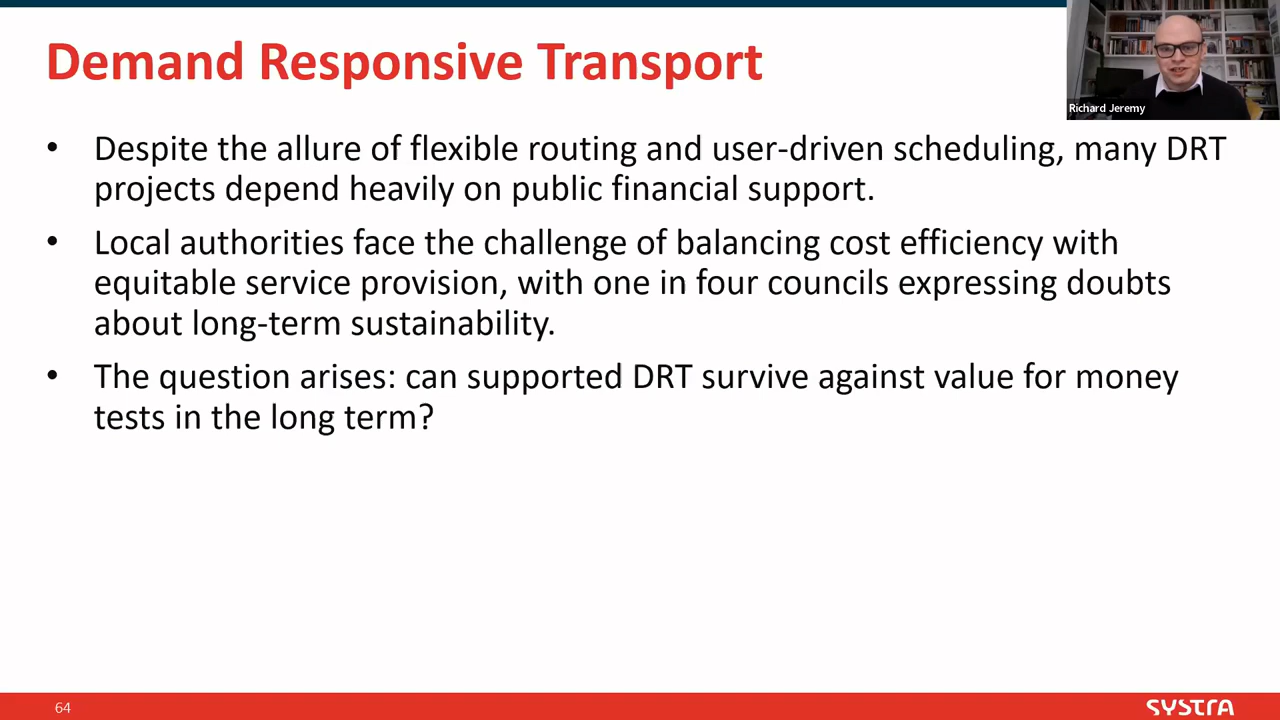 Demand Responsive Transport
Richard Jeremy
• Despite the allure of flexible routing and user-driven scheduling, many DRT
projects depend heavily on public financial support.
• Local authorities face the challenge of balancing cost efficiency with
equitable service provision, with one in four councils expressing doubts
about long-term sustainability.
• The question arises: can supported DRT survive against value for money
tests in the long term?
64
SYSTRA